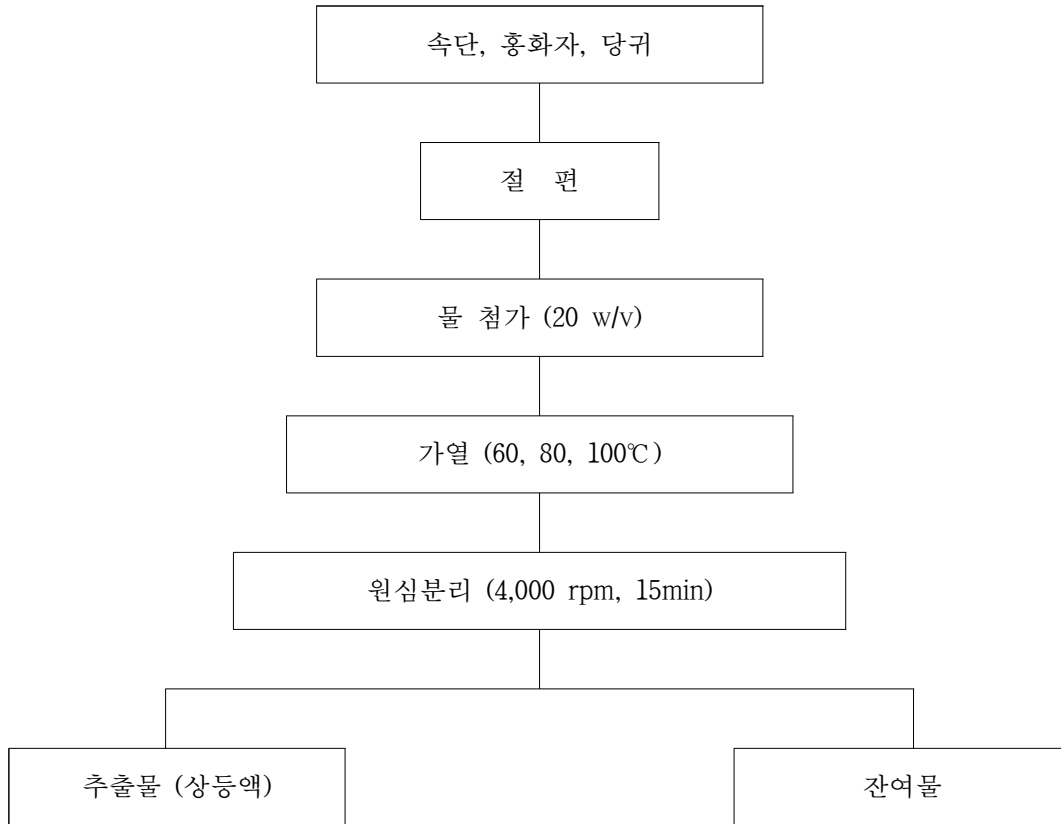 속단, 홍화자, 당귀
절 편
물 첨가 (20 w/v)
가열 (60, 80, 100℃)
원심분리 (4,000 rpm, 15min)
추출물 (상등액)
잔여물